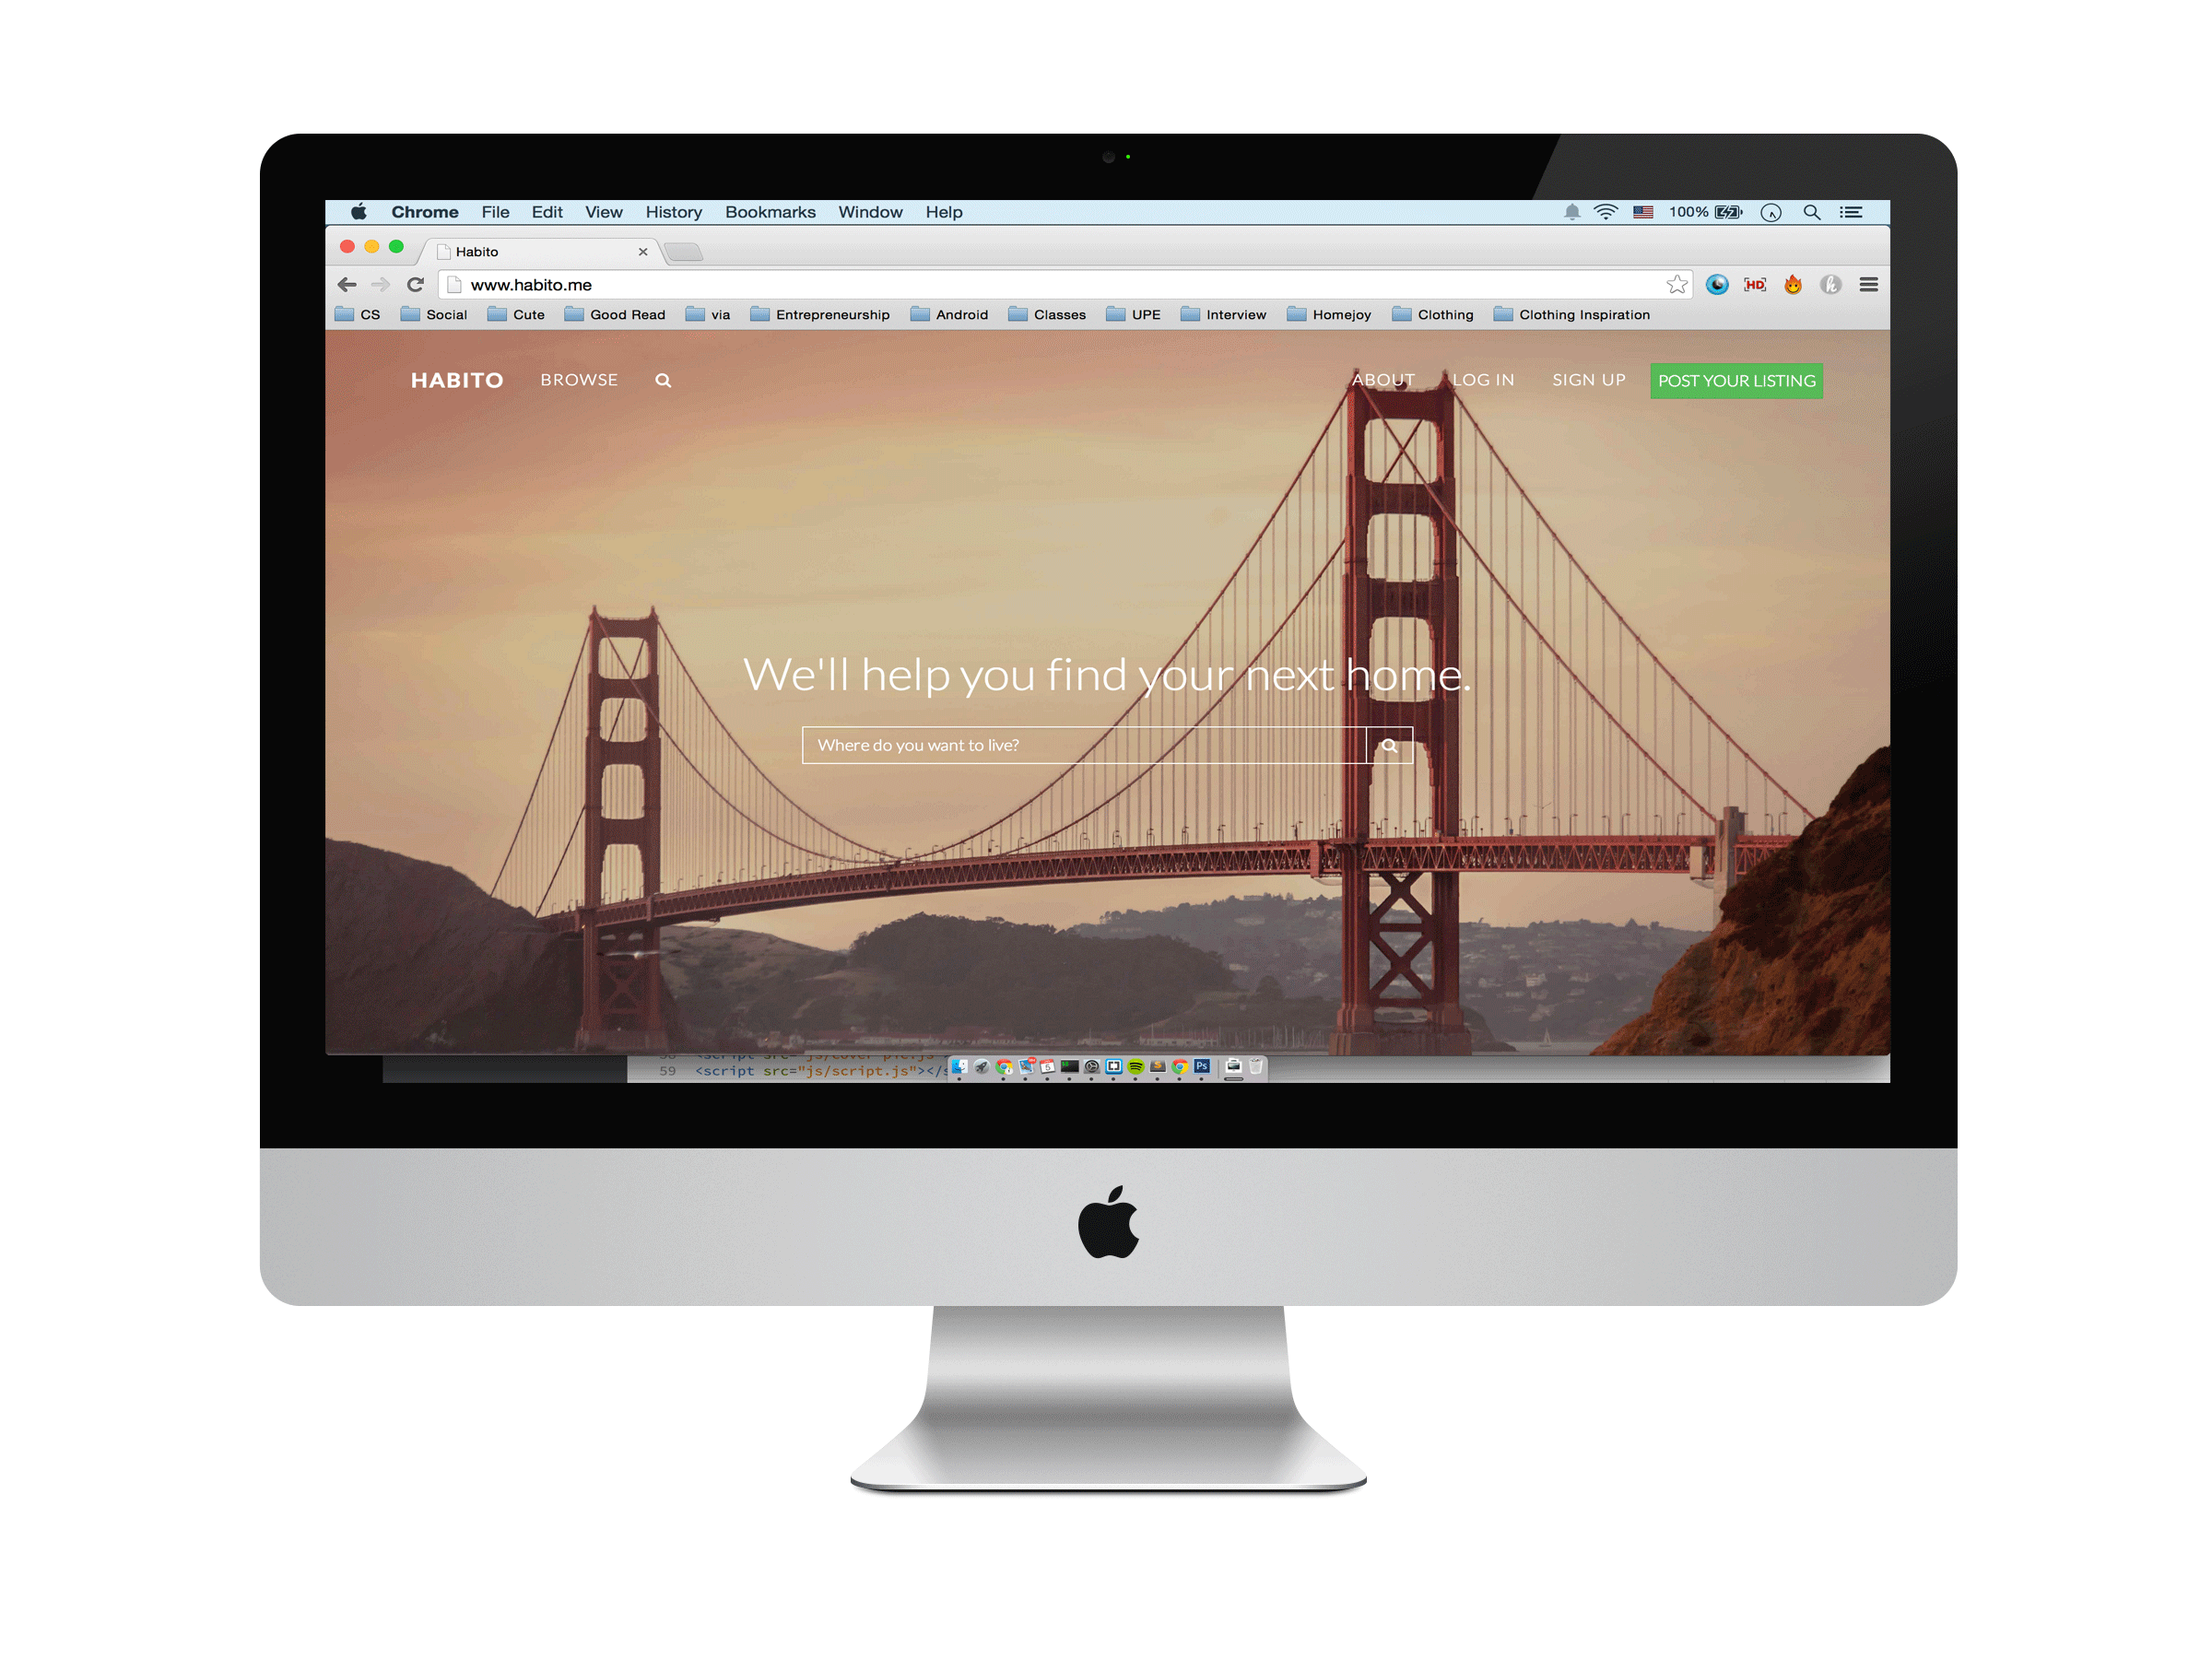 Chrome File Edit View History Bookmarks Window Help 100%
Habito
www.habito.me HD
CS Social Cute Good Read via Entrepreneurship Android Classes UPE Interview Homejoy Clothing Clothing Inspiration
HABITO BROWSE ABOUT LOG IN SIGN UP POST YOUR LISTING
We'll help you find your next home.
Where do you want to live?
59 <script src="js/script.js"></s
Ps